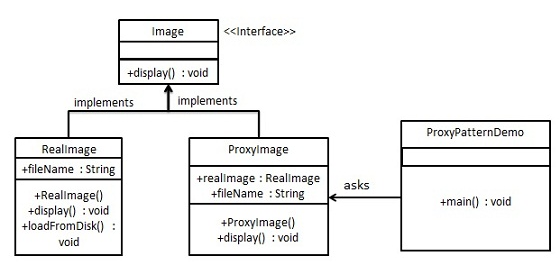 Image
<<Interface>>
+display() : void
implements
implements
RealImage
+fileName : String
+RealImage()
+display() : void
+loadFromDisk() :
void
ProxyImage
+realImage : RealImage
+fileName : String
+ProxyImage()
+display() : void
asks
ProxyPatternDemo
+main() : void